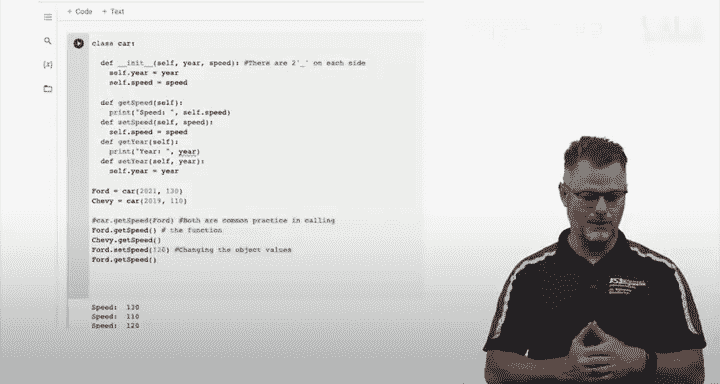 + Code + Text
class car:
def __init__(self, year, speed): #There are 2'_' on each side
self.year = year
self.speed = speed
def getSpeed(self):
print("Speed: ", self.speed)
def setSpeed(self, speed):
self.speed = speed
def getYear(self):
print("Year: ", year)
def setYear(self, year):
self.year = year
Ford = car(2021, 130)
Chevy = car(2019, 110)
#car.getSpeed(Ford) #Both are common practice in calling
Ford.getSpeed() # the function
Chevy.getSpeed()
Ford.setSpeed(120) #Changing the object values
Ford.getSpeed()
Speed: 130
Speed: 110
Speed: 120
{x}